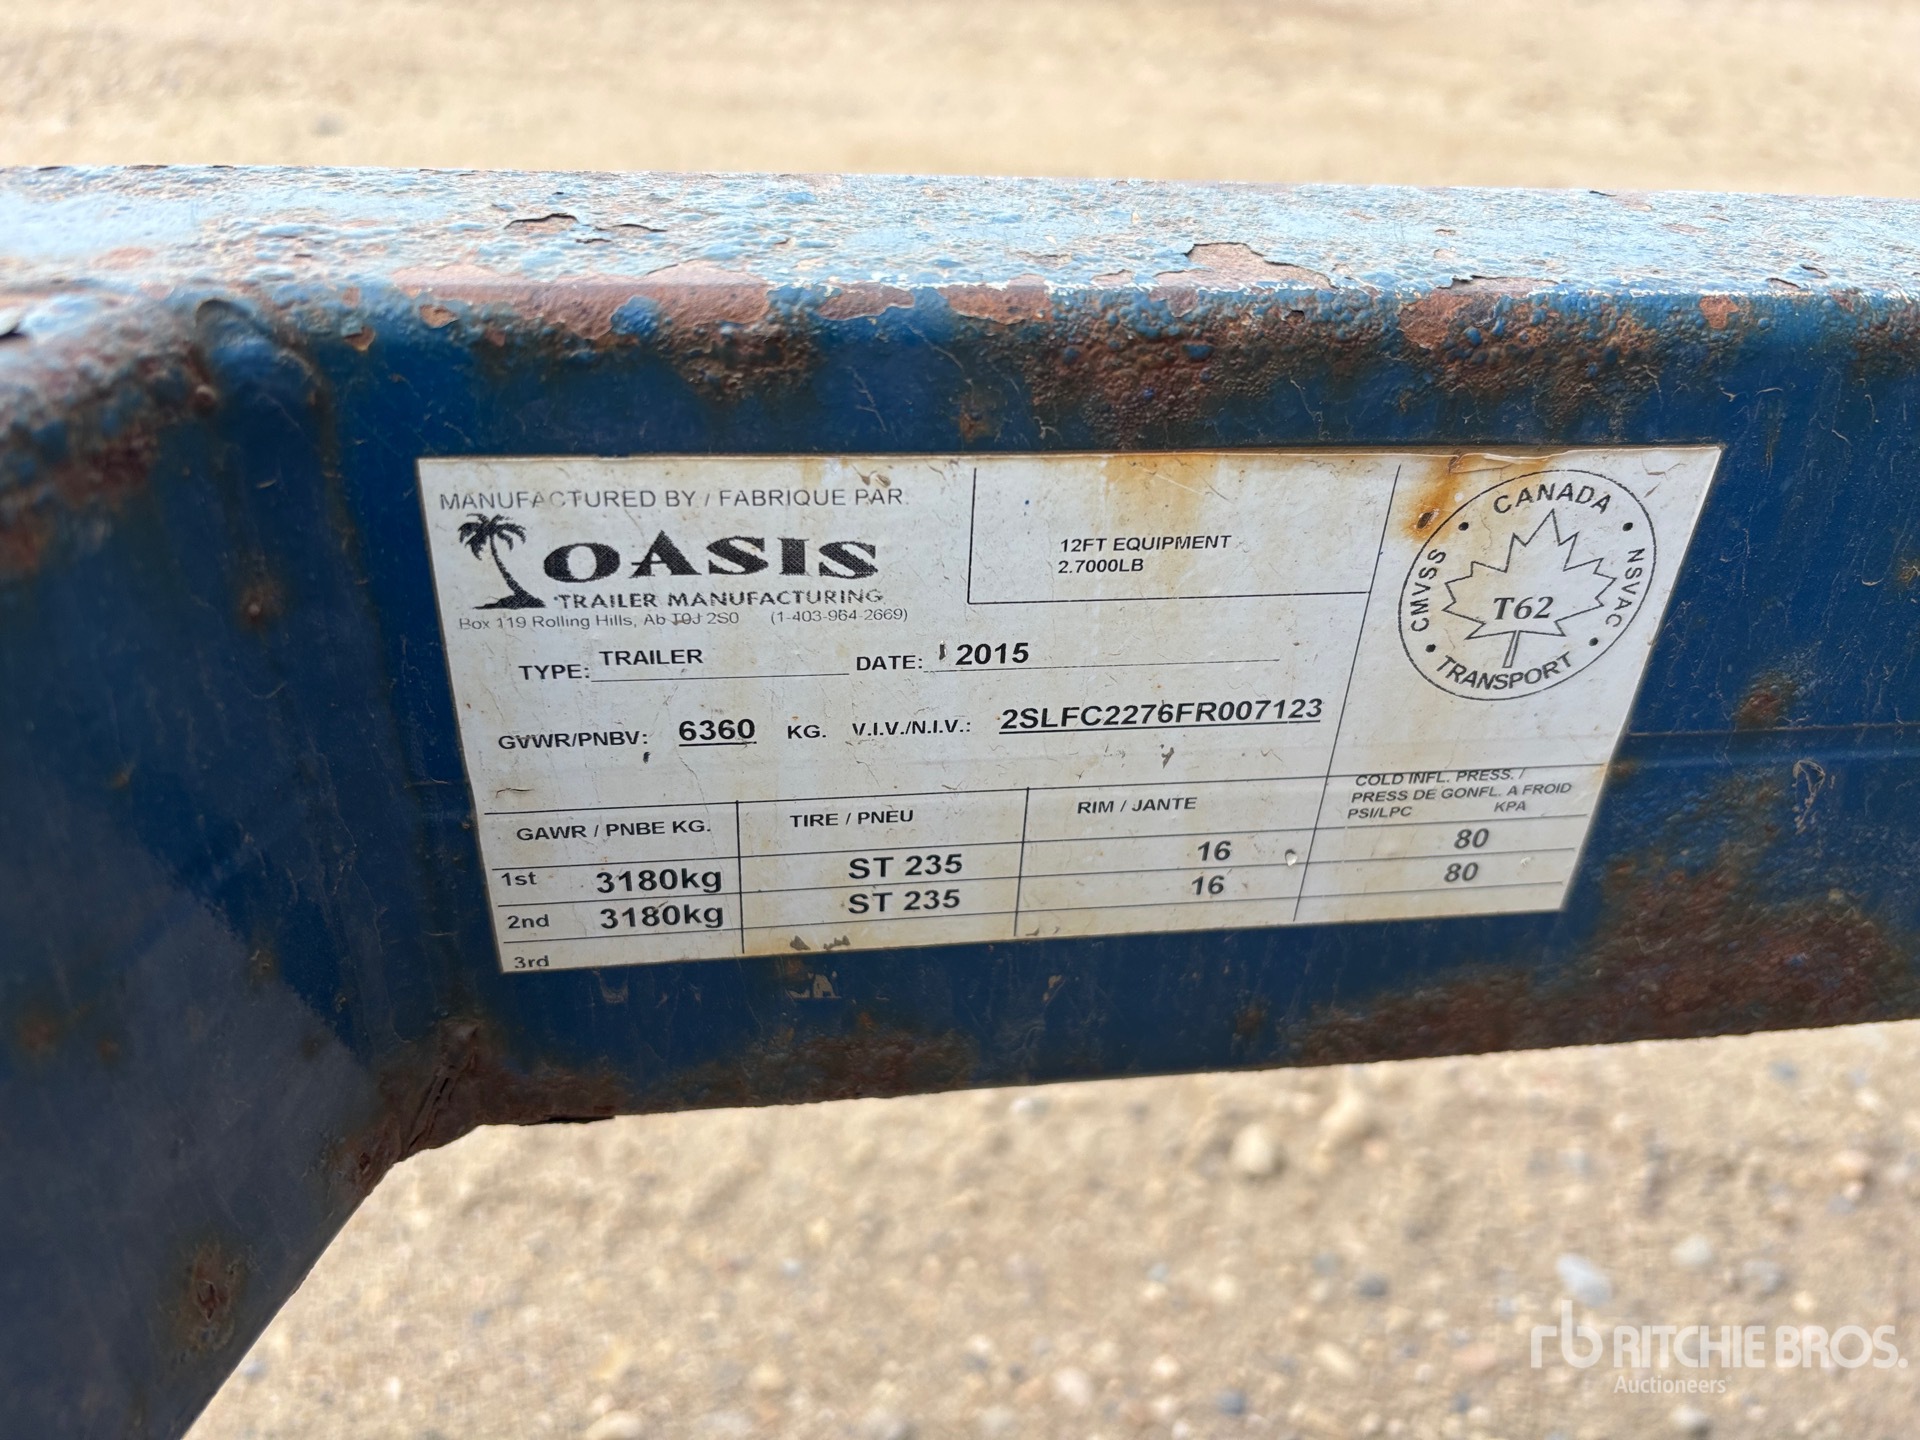 MANUFACTURED BY / FABRIQUE PAR
OASIS
TRAILER MANUFACTURING
Box 119 Rolling Hills, Ab T0J 2S0 (1-403-964-2669)
12FT EQUIPMENT
2.7000LB
CANADA
CMVSS
NSVAC
T62
TRANSPORT
TYPE: TRAILER DATE: 2015
GVWR/PNBV: 6360 KG. V.I.V./N.I.V.: 2SLFC2276FR007123
GAWR / PNBE KG. TIRE / PNEU RIM / JANTE COLD INFL. PRESS. /
PRESS DE GONFL. A FROID
PSI/LPC KPA
1st 3180kg ST 235 16 80
2nd 3180kg ST 235 16 80
3rd
rb RITCHIE BROS.
Auctioneers